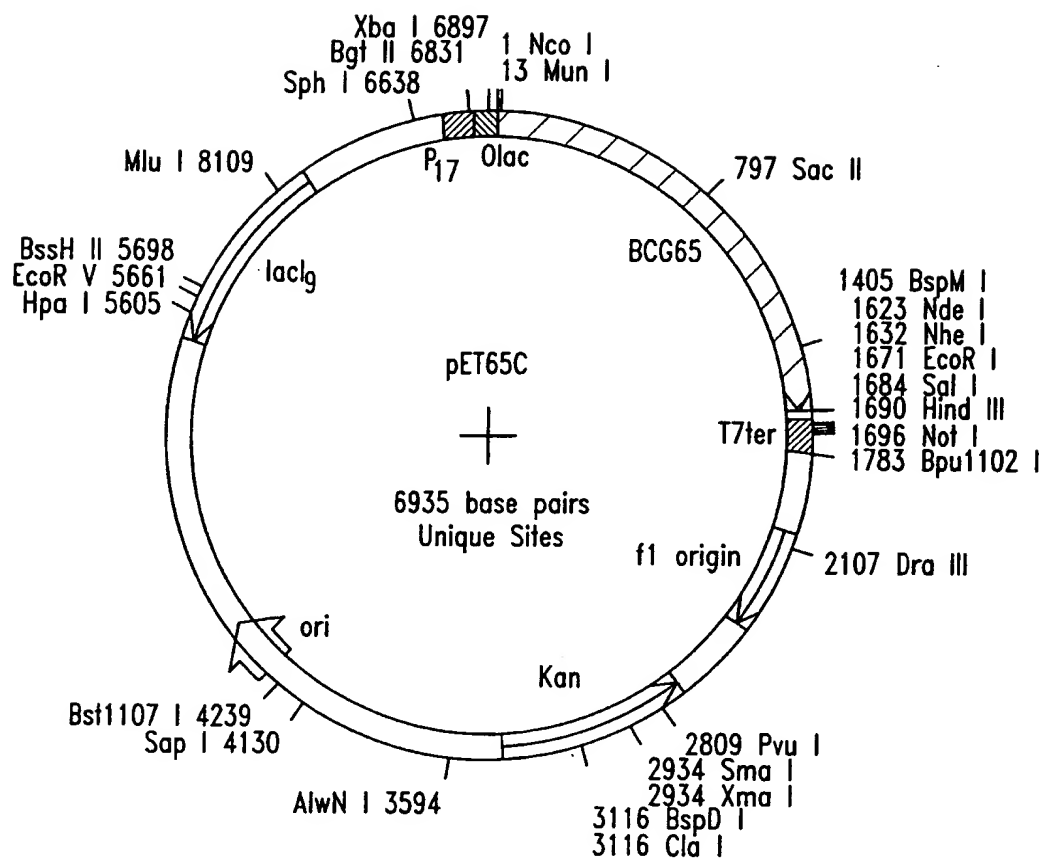 Xba I 6897
Bgt II 6831
Sph I 6638
1 Nco I
13 Mun I
P17
Olac
Mlu I 8109
797 Sac II
BCG65
BssH II 5698
EcoR V 5661
Hpa I 5605
lacIg
1405 BspM I
1623 Nde I
1632 Nhe I
1671 EcoR I
1684 Sal I
1690 Hind III
1696 Not I
1783 Bpu1102 I
pET65C
T7ter
6935 base pairs
Unique Sites
f1 origin
2107 Dra III
ori
Kan
Bst1107 I 4239
Sap I 4130
AlwN I 3594
2809 Pvu I
2934 Sma I
2934 Xma I
3116 BspD I
3116 Cla I